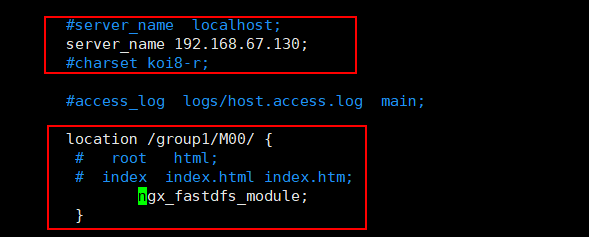 #server_name  localhost;
server_name 192.168.67.130;
#charset koi8-r;
#access_log  logs/host.access.log  main;
location /group1/M00/ {
#   root   html;
#  index  index.html index.htm;
ngx_fastdfs_module;
}